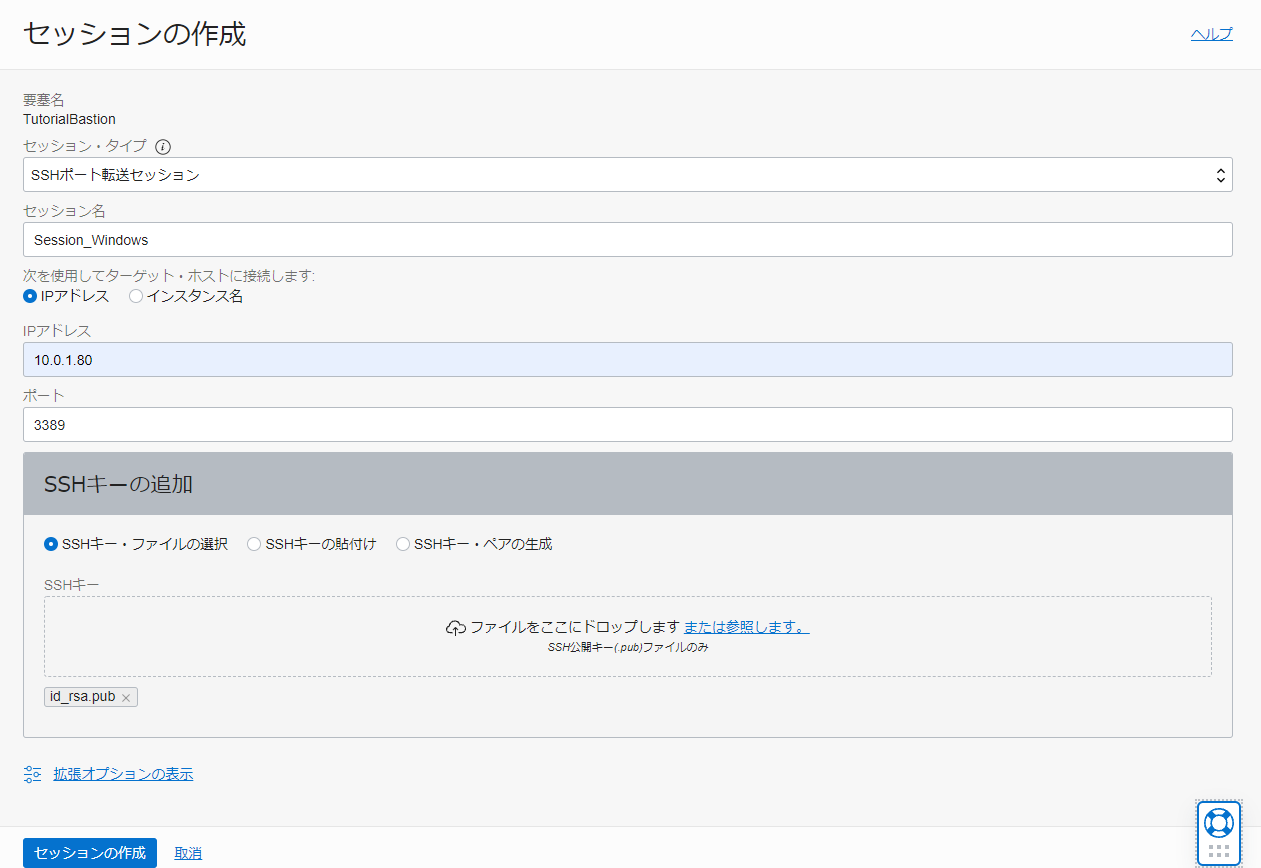 セッションの作成
ヘルプ
要塞名
TutorialBastion
セッション・タイプ
SSHポート転送セッション
セッション名
Session_Windows
次を使用してターゲット・ホストに接続します:
IPアドレス インスタンス名
IPアドレス
10.0.1.80
ポート
3389
SSHキーの追加
SSHキー・ファイルの選択 SSHキーの貼付け SSHキー・ペアの生成
SSHキー
ファイルをここにドロップします または参照します。
SSH公開キー(.pub)ファイルのみ
id_rsa.pub
拡張オプションの表示
セッションの作成 取消